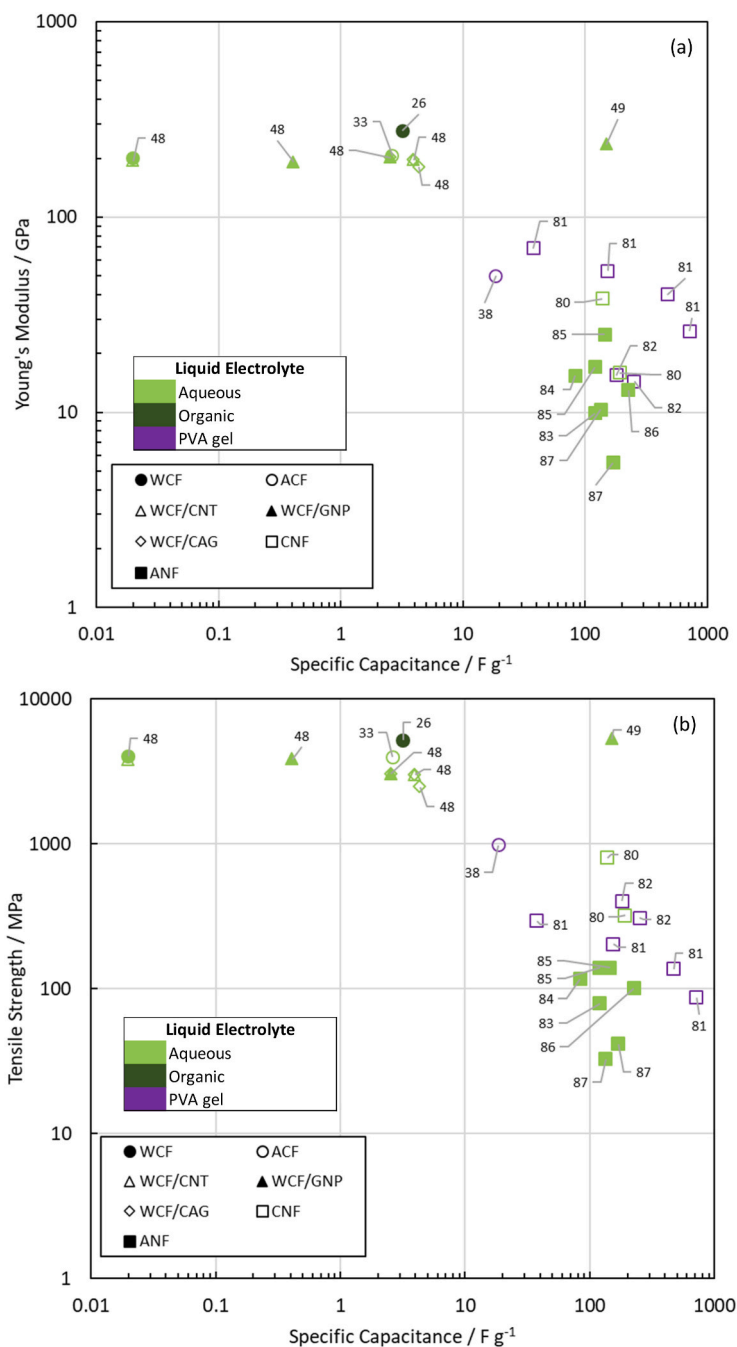 (a)
1000
100
10
1
Young's Modulus / GPa
48
48
33
26
48
48
48
49
81
81
81
81
38
80
85
82
80
84
85
82
83
86
87
87
Liquid Electrolyte
Aqueous
Organic
PVA gel
WCF ACF
WCF/CNT WCF/GNP
WCF/CAG CNF
ANF
0.01 0.1 1 10 100 1000
Specific Capacitance / F g⁻¹
(b)
10000
1000
100
10
1
Tensile Strength / MPa
48
48
33
26
48
48
48
49
38
80
82
81
80
82
81
85
81
85
84
83
81
86
87
87
Liquid Electrolyte
Aqueous
Organic
PVA gel
WCF ACF
WCF/CNT WCF/GNP
WCF/CAG CNF
ANF
0.01 0.1 1 10 100 1000
Specific Capacitance / F g⁻¹